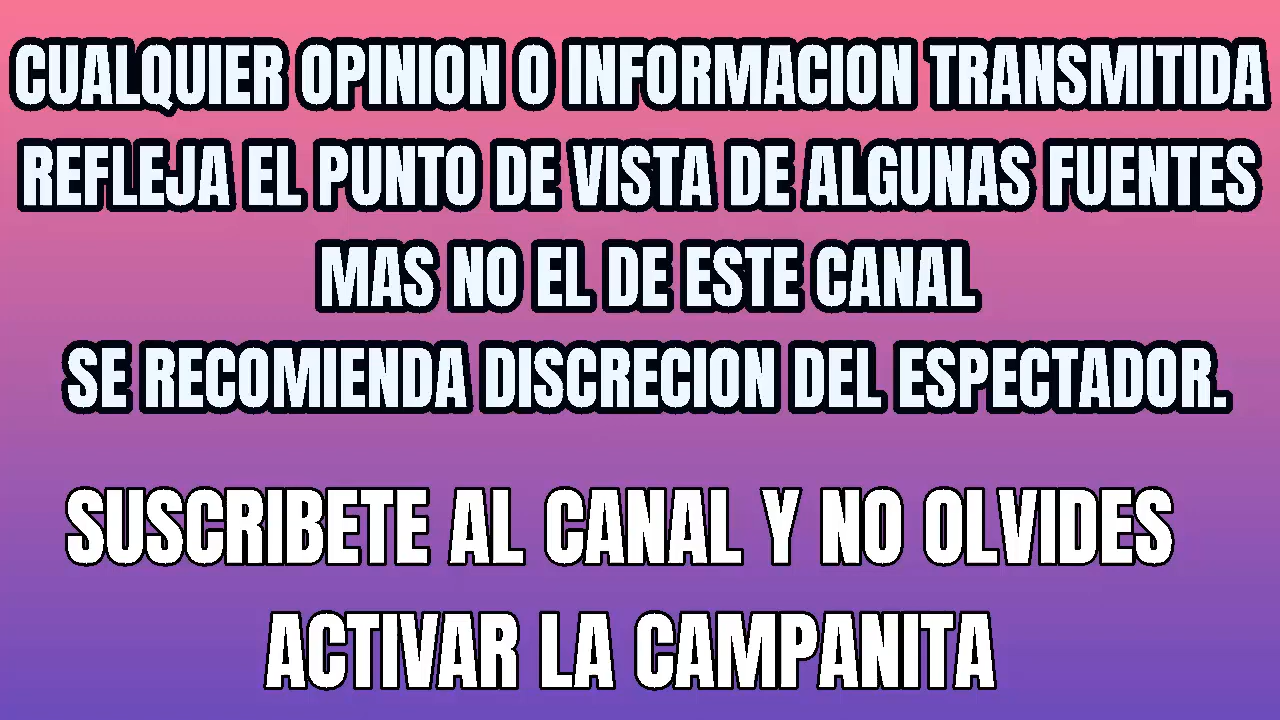 CUALQUIER OPINION O INFORMACION TRANSMITIDA
REFLEJA EL PUNTO DE VISTA DE ALGUNAS FUENTES
MAS NO EL DE ESTE CANAL
SE RECOMIENDA DISCRECION DEL ESPECTADOR.
SUSCRIBETE AL CANAL Y NO OLVIDES
ACTIVAR LA CAMPANITA